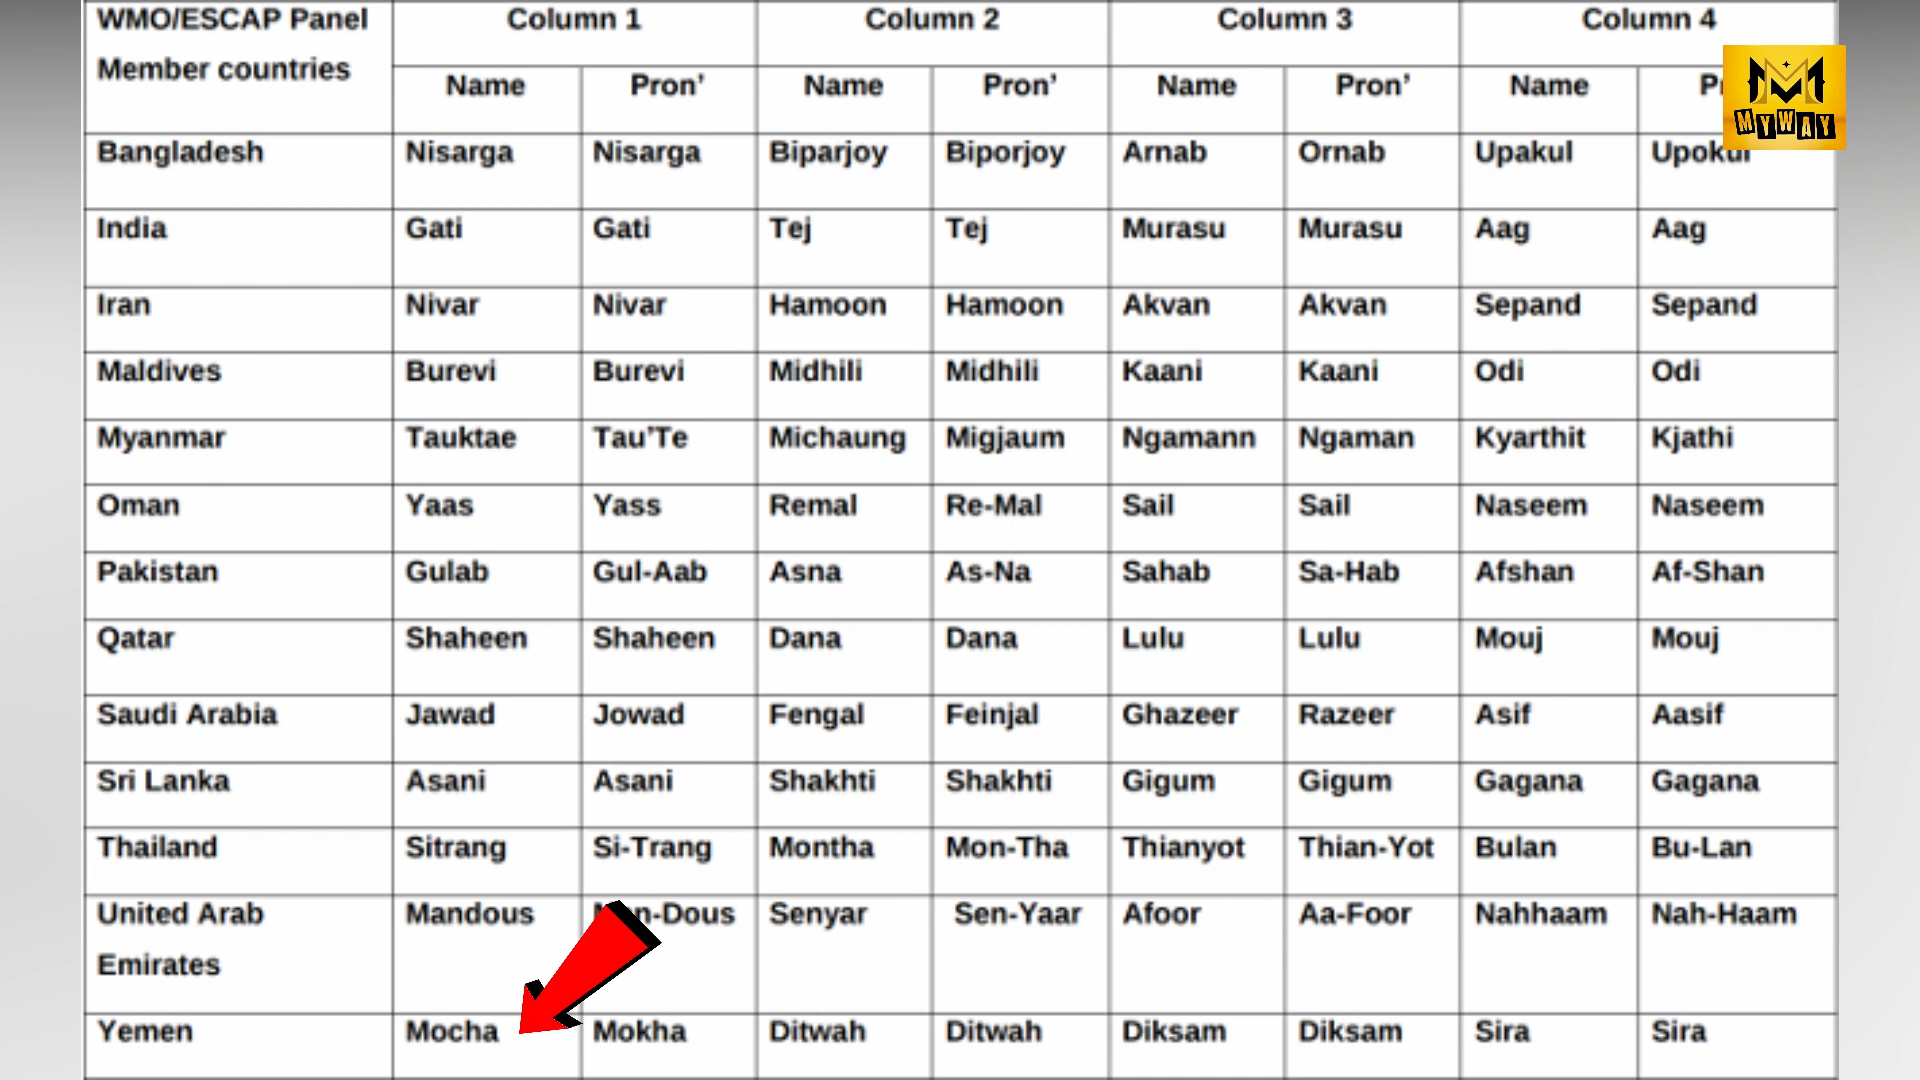 WMO/ESCAP Panel Member countries Column 1 Column 2 Column 3 Column 4
Name Pron’ Name Pron’ Name Pron’ Name
MYWAY
Bangladesh Nisarga Nisarga Biparjoy Biporjoy Arnab Ornab Upakul Upokul
India Gati Gati Tej Tej Murasu Murasu Aag Aag
Iran Nivar Nivar Hamoon Hamoon Akvan Akvan Sepand Sepand
Maldives Burevi Burevi Midhili Midhili Kaani Kaani Odi Odi
Myanmar Tauktae Tau’Te Michaung Migjaum Ngamann Ngaman Kyarthit Kjathi
Oman Yaas Yass Remal Re-Mal Sail Sail Naseem Naseem
Pakistan Gulab Gul-Aab Asna As-Na Sahab Sa-Hab Afshan Af-Shan
Qatar Shaheen Shaheen Dana Dana Lulu Lulu Mouj Mouj
Saudi Arabia Jawad Jowad Fengal Feinjal Ghazeer Razeer Asif Aasif
Sri Lanka Asani Asani Shakhti Shakhti Gigum Gigum Gagana Gagana
Thailand Sitrang Si-Trang Montha Mon-Tha Thianyot Thian-Yot Bulan Bu-Lan
United Arab Emirates Mandous Senyar Sen-Yaar Afoor Aa-Foor Nahhaam Nah-Haam
Yemen Mocha Mokha Ditwah Ditwah Diksam Diksam Sira Sira